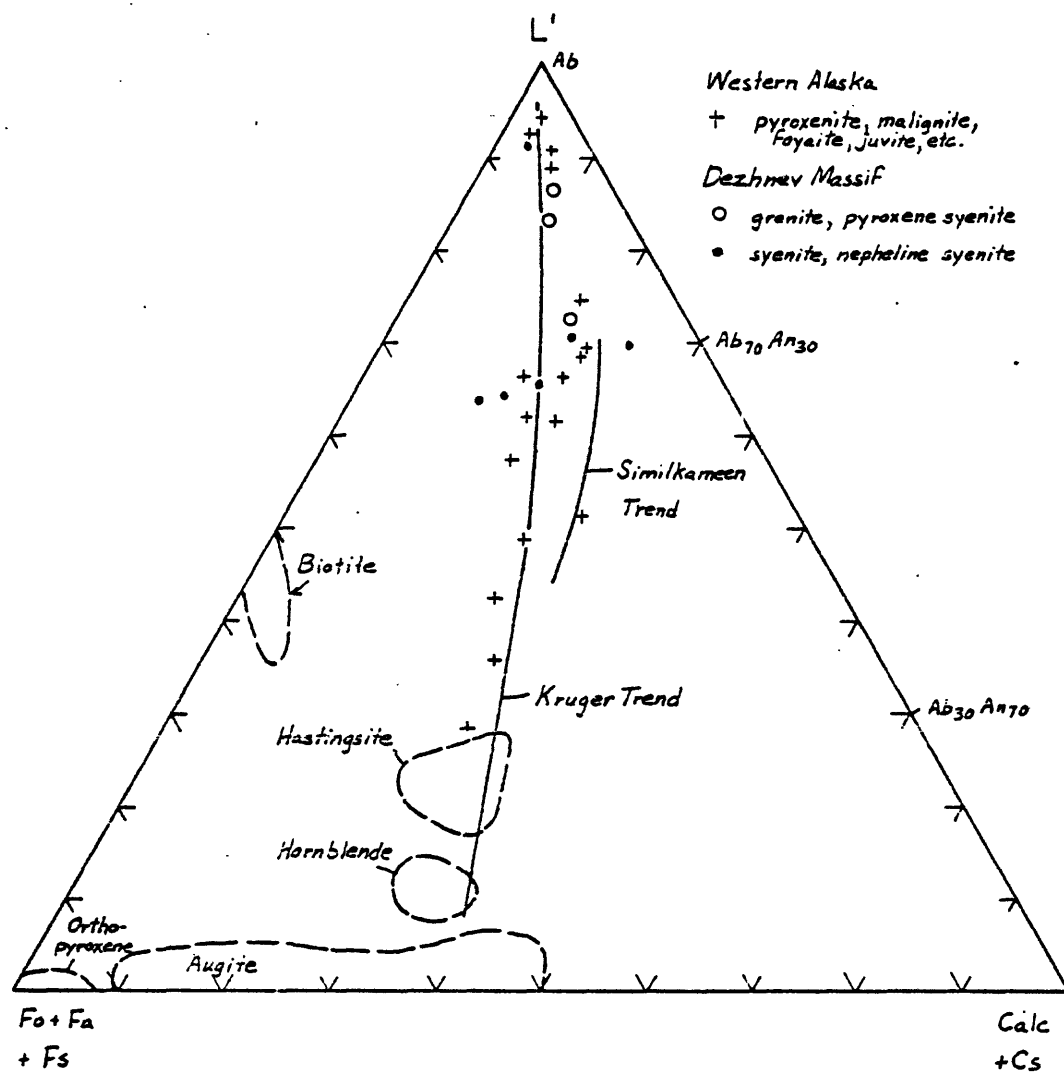 L'
Ab
Western Alaska
+ pyroxenite, malignite,
foyaite, juvite, etc.
Dezhnev Massif
○ granite, pyroxene syenite
• syenite, nepheline syenite
Ab70 An30
Similkameen
Trend
Biotite
Kruger Trend
Ab30 An70
Hastingsite
Hornblende
Ortho-
pyroxene
Augite
Fo + Fa
+ Fs
Calc
+Cs